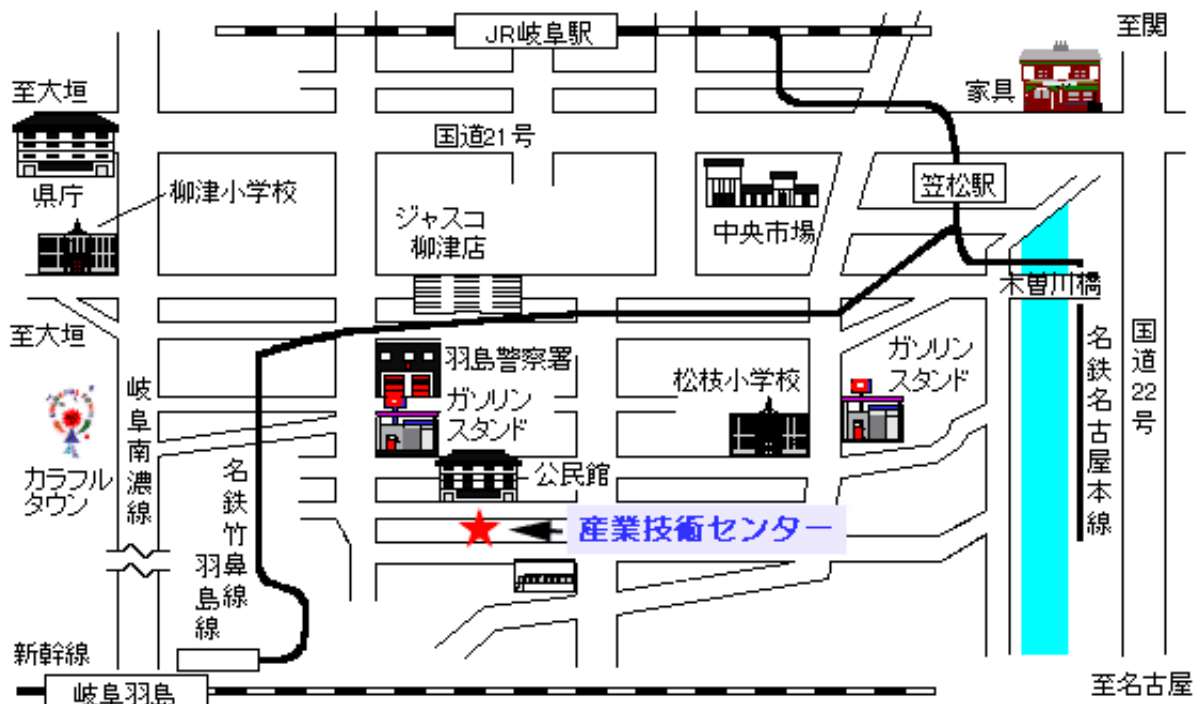 JR岐阜駅
至関
至大垣
家具
国道21号
県庁
柳津小学校
笠松駅
ジャスコ
柳津店
中央市場
木曽川橋
至大垣
羽島警察署
ガソリン
スタンド
松枝小学校
ガソリン
スタンド
国道22号
名鉄名古屋本線
岐阜南濃線
カラフル
タウン
名鉄竹鼻線
羽島線
公民館
産業技術センター
新幹線
岐阜羽島
至名古屋